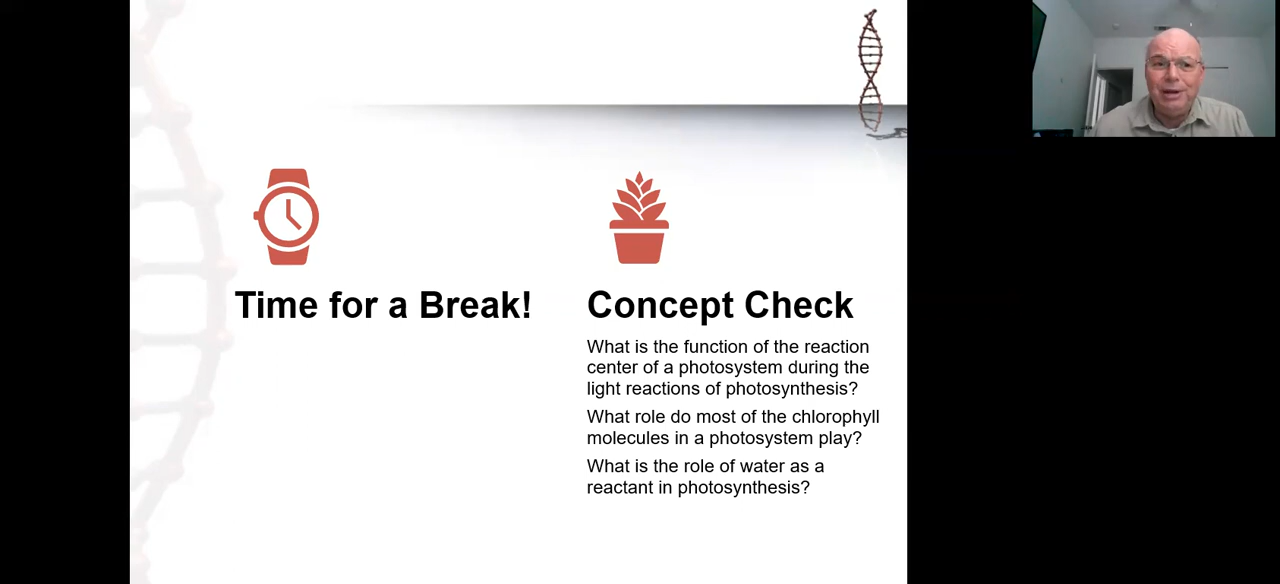 Time for a Break!
Concept Check
What is the function of the reaction
center of a photosystem during the
light reactions of photosynthesis?
What role do most of the chlorophyll
molecules in a photosystem play?
What is the role of water as a
reactant in photosynthesis?